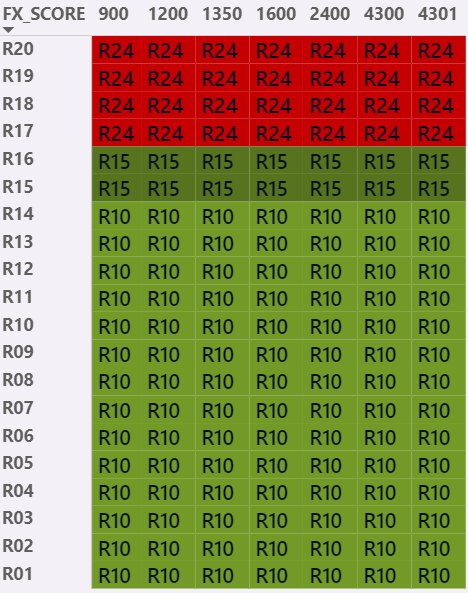 FX_SCORE 900 1200 1350 1600 2400 4300 4301
R20 R24 R24 R24 R24 R24 R24 R24
R19 R24 R24 R24 R24 R24 R24 R24
R18 R24 R24 R24 R24 R24 R24 R24
R17 R24 R24 R24 R24 R24 R24 R24
R16 R15 R15 R15 R15 R15 R15 R15
R15 R15 R15 R15 R15 R15 R15 R15
R14 R10 R10 R10 R10 R10 R10 R10
R13 R10 R10 R10 R10 R10 R10 R10
R12 R10 R10 R10 R10 R10 R10 R10
R11 R10 R10 R10 R10 R10 R10 R10
R10 R10 R10 R10 R10 R10 R10 R10
R09 R10 R10 R10 R10 R10 R10 R10
R08 R10 R10 R10 R10 R10 R10 R10
R07 R10 R10 R10 R10 R10 R10 R10
R06 R10 R10 R10 R10 R10 R10 R10
R05 R10 R10 R10 R10 R10 R10 R10
R04 R10 R10 R10 R10 R10 R10 R10
R03 R10 R10 R10 R10 R10 R10 R10
R02 R10 R10 R10 R10 R10 R10 R10
R01 R10 R10 R10 R10 R10 R10 R10